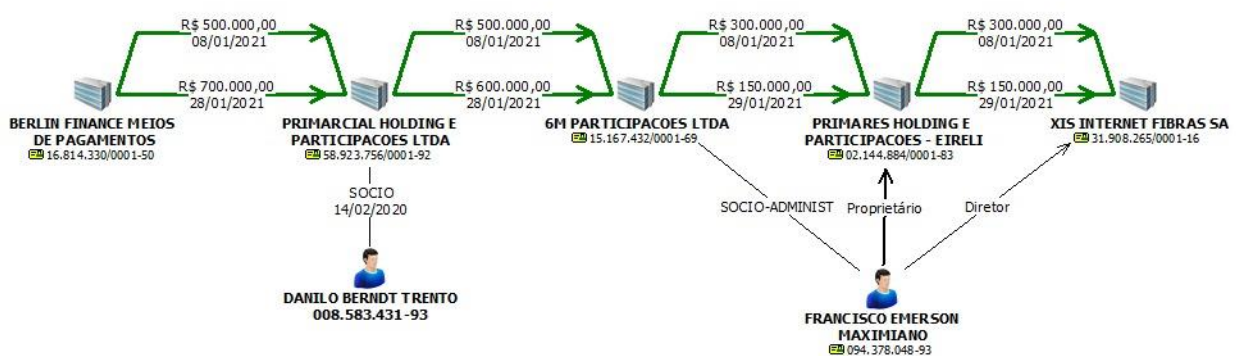 R$ 500.000,00
08/01/2021
R$ 500.000,00
08/01/2021
R$ 300.000,00
08/01/2021
R$ 300.000,00
08/01/2021
R$ 700.000,00
28/01/2021
R$ 600.000,00
28/01/2021
R$ 150.000,00
29/01/2021
R$ 150.000,00
29/01/2021
BERLIN FINANCE MEIOS
DE PAGAMENTOS
16.814.330/0001-50
PRIMARCIAL HOLDING E
PARTICIPACOES LTDA
58.923.756/0001-92
6M PARTICIPACOES LTDA
15.167.432/0001-69
PRIMARES HOLDING E
PARTICIPACOES - EIRELI
02.144.884/0001-83
XIS INTERNET FIBRAS SA
31.908.265/0001-16
SOCIO
14/02/2020
SOCIO-ADMINIST
Proprietário
Diretor
DANILO BERNDT TRENTO
008.583.431-93
FRANCISCO EMERSON
MAXIMIANO
094.378.048-93